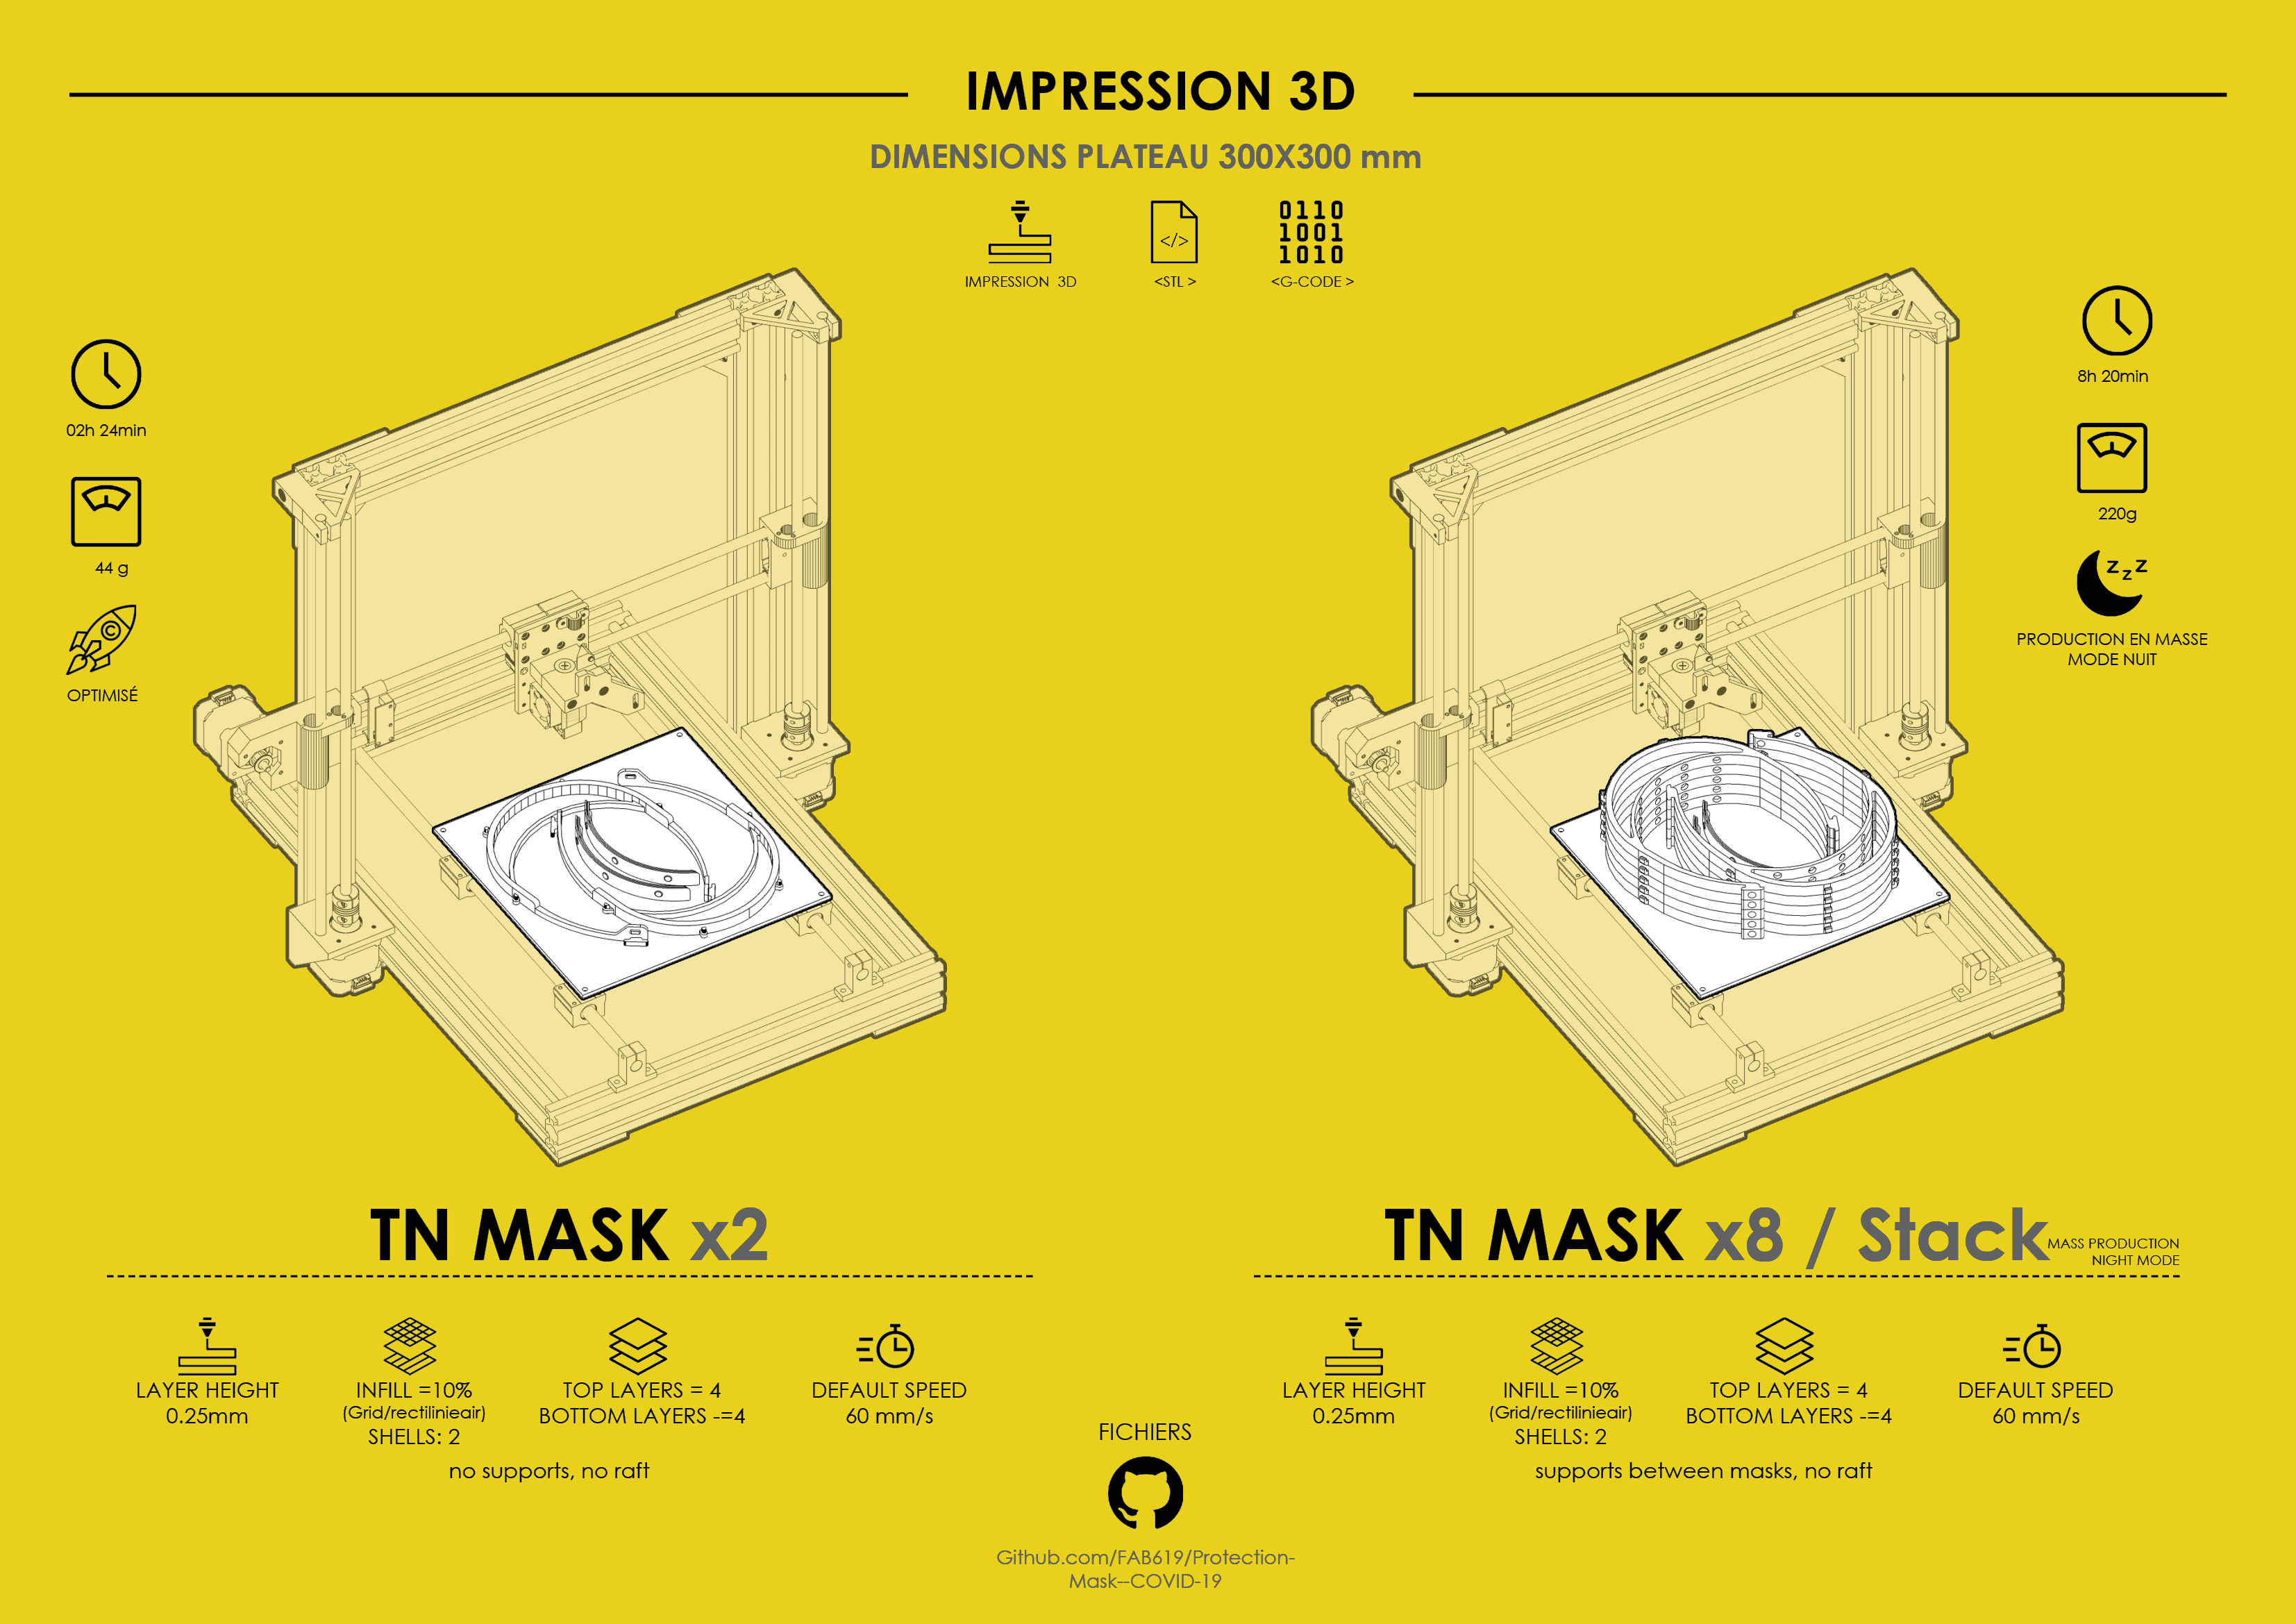 IMPRESSION 3D
DIMENSIONS PLATEAU 300X300 mm
0110
1001
1010
</>
IMPRESSION 3D
<STL >
<G-CODE >
02h 24min
44 g
C
OPTIMISÉ
8h 20min
220g
z z z
PRODUCTION EN MASSE
MODE NUIT
TN MASK x2
LAYER HEIGHT
0.25mm
INFILL =10%
(Grid/rectilinieair)
SHELLS: 2
TOP LAYERS = 4
BOTTOM LAYERS -=4
DEFAULT SPEED
60 mm/s
no supports, no raft
TN MASK x8 / Stack
MASS PRODUCTION
NIGHT MODE
LAYER HEIGHT
0.25mm
INFILL =10%
(Grid/rectilinieair)
SHELLS: 2
TOP LAYERS = 4
BOTTOM LAYERS -=4
DEFAULT SPEED
60 mm/s
supports between masks, no raft
FICHIERS
Github.com/FAB619/Protection-
Mask--COVID-19